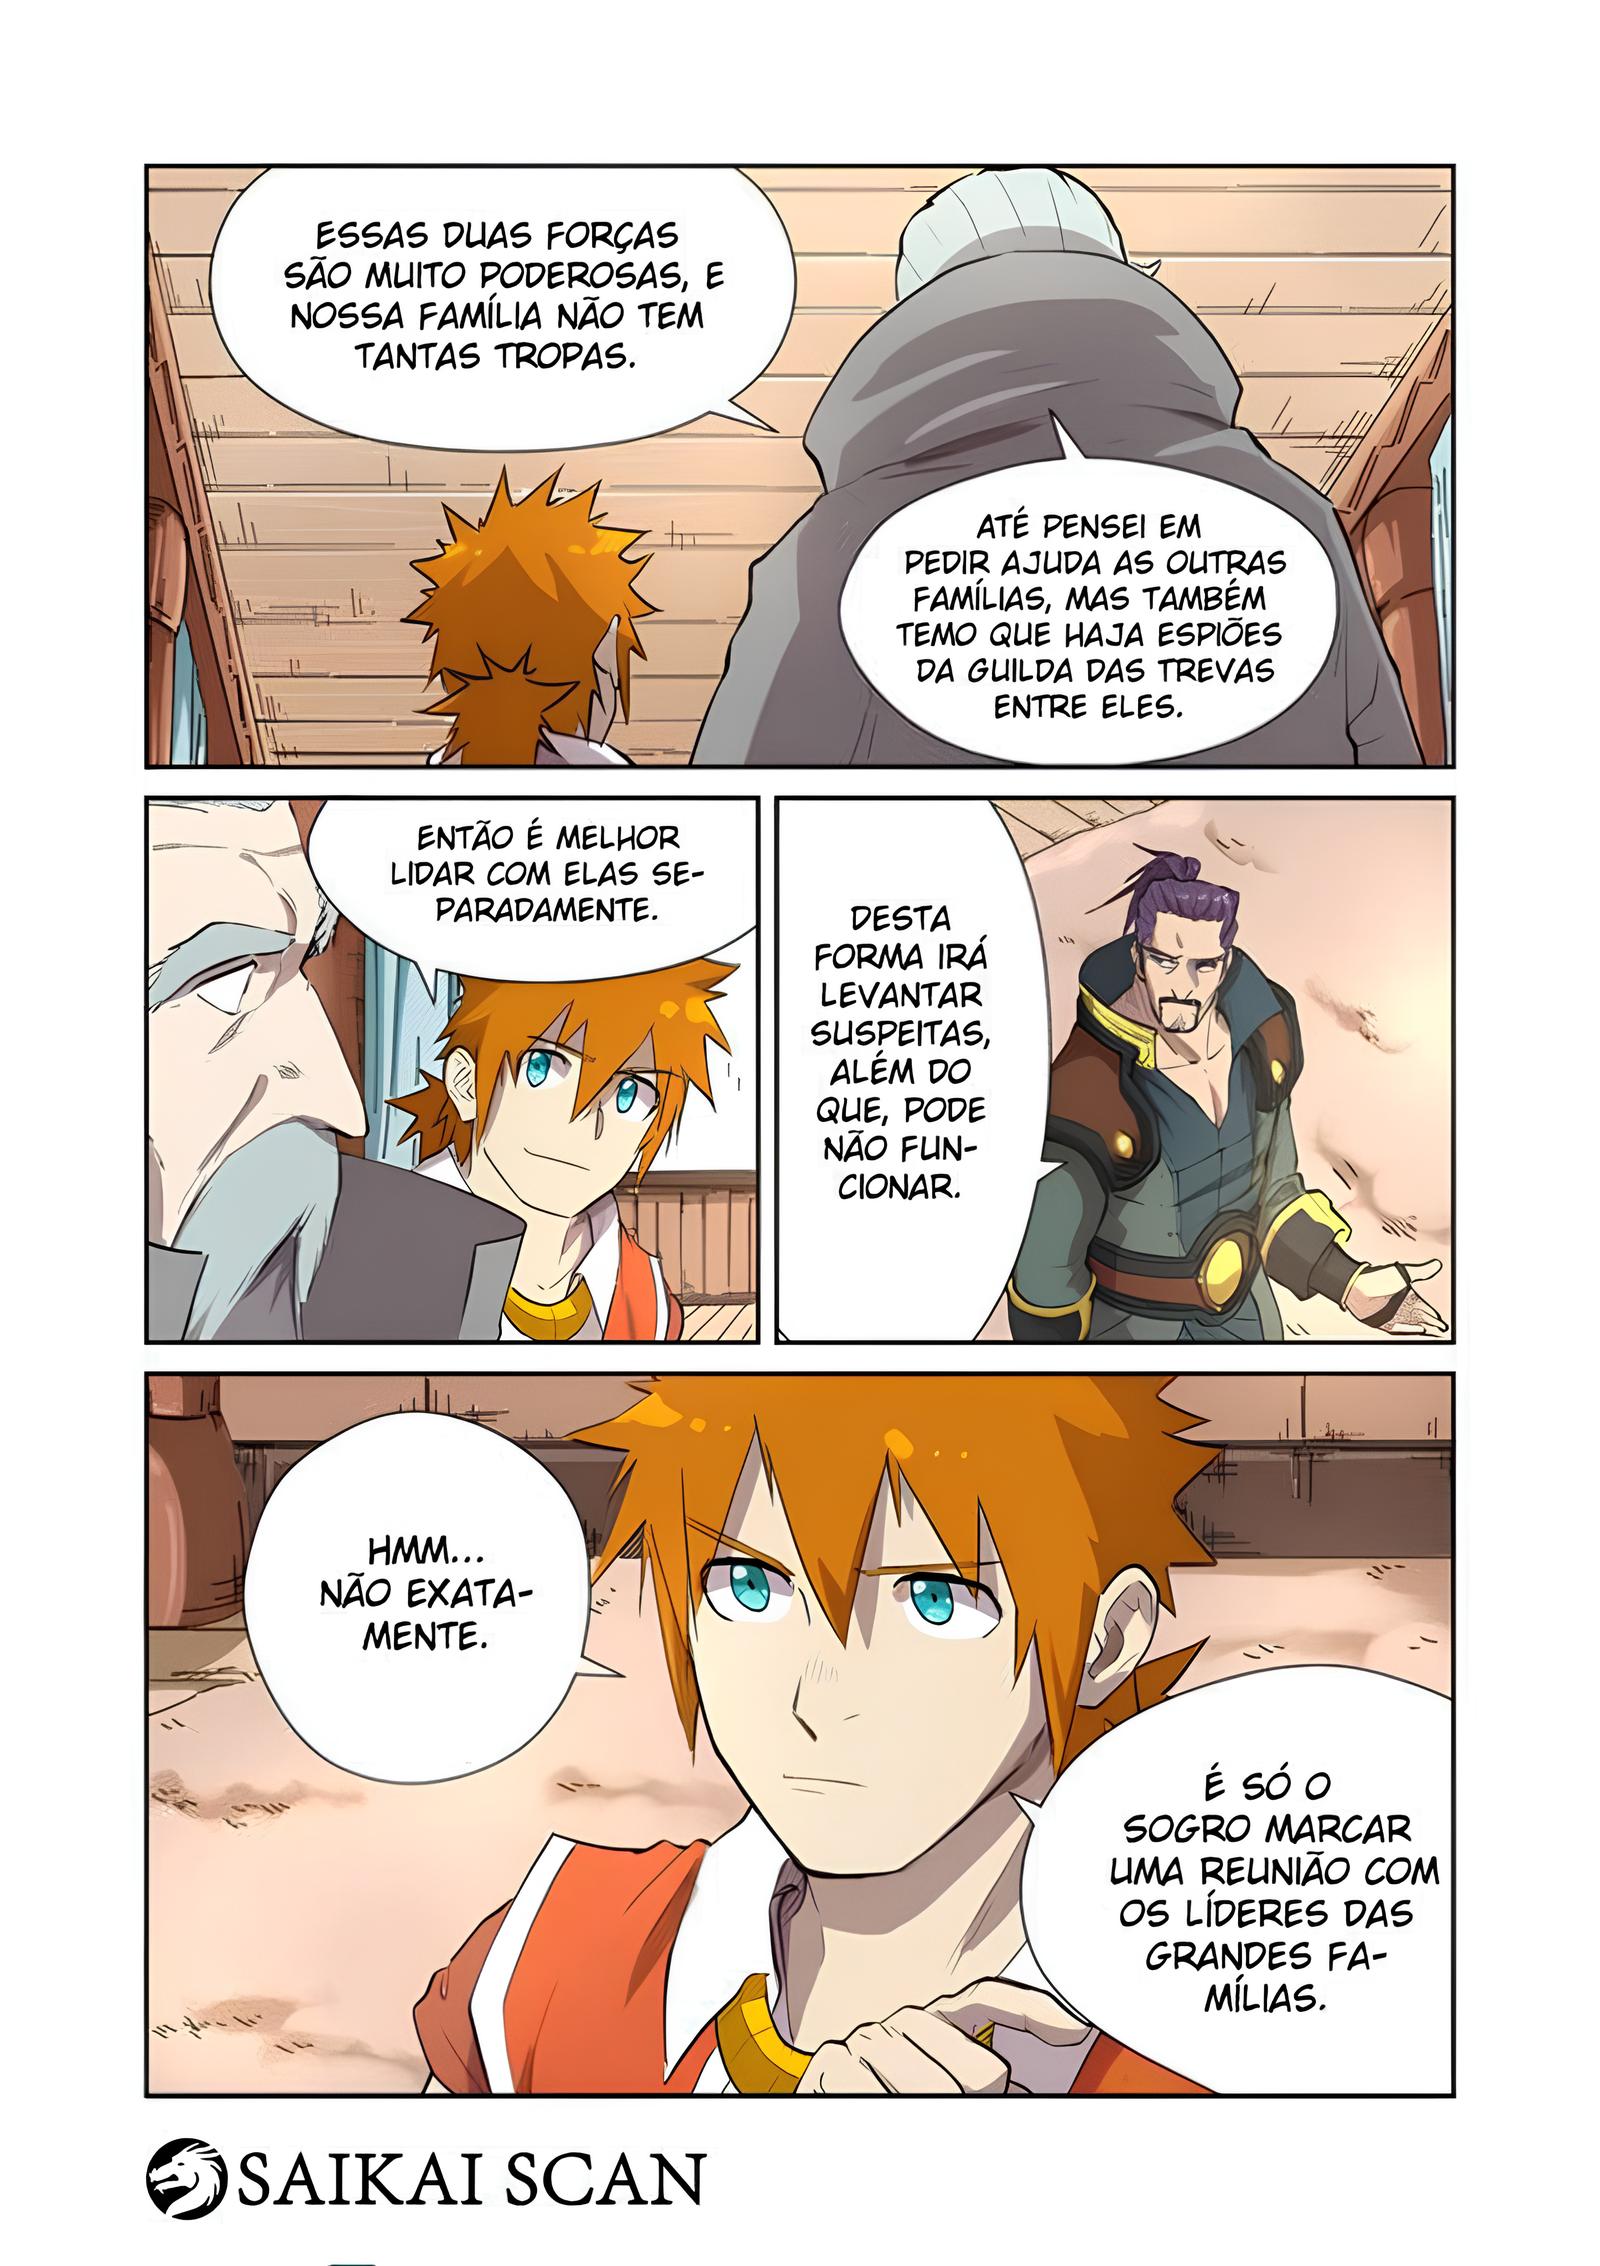 ESSAS DUAS FORÇAS
SÃO MUITO PODEROSAS, E
NOSSA FAMÍLIA NÃO TEM
TANTAS TROPAS.
ATÉ PENSEI EM
PEDIR AJUDA AS OUTRAS
FAMÍLIAS, MAS TAMBÉM
TEMO QUE HAJA ESPIÕES
DA GUILDA DAS TREVAS
ENTRE ELES.
ENTÃO É MELHOR
LIDAR COM ELAS SE-
PARADAMENTE.
DESTA
FORMA IRÁ
LEVANTAR
SUSPEITAS,
ALÉM DO
QUE, PODE
NÃO FUN-
CIONAR.
HMM...
NÃO EXATA-
MENTE.
É SÓ O
SOGRO MARCAR
UMA REUNIÃO COM
OS LÍDERES DAS
GRANDES FA-
MÍLIAS.
SAIKAI SCAN